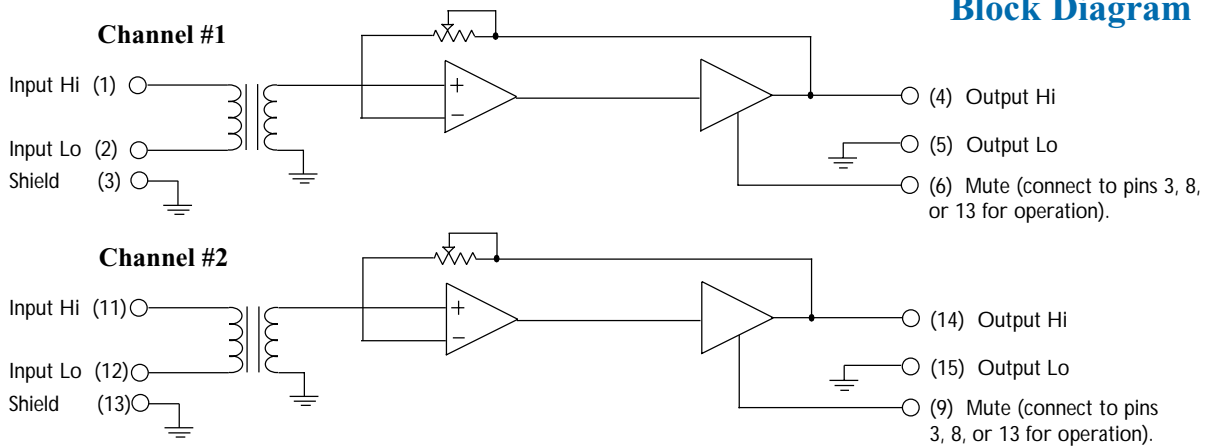 Block Diagram
Channel #1
Input Hi (1)
Input Lo (2)
Shield (3)
+
−
(4) Output Hi
(5) Output Lo
(6) Mute (connect to pins 3, 8,
or 13 for operation).
Channel #2
Input Hi (11)
Input Lo (12)
Shield (13)
+
−
(14) Output Hi
(15) Output Lo
(9) Mute (connect to pins
3, 8, or 13 for operation).